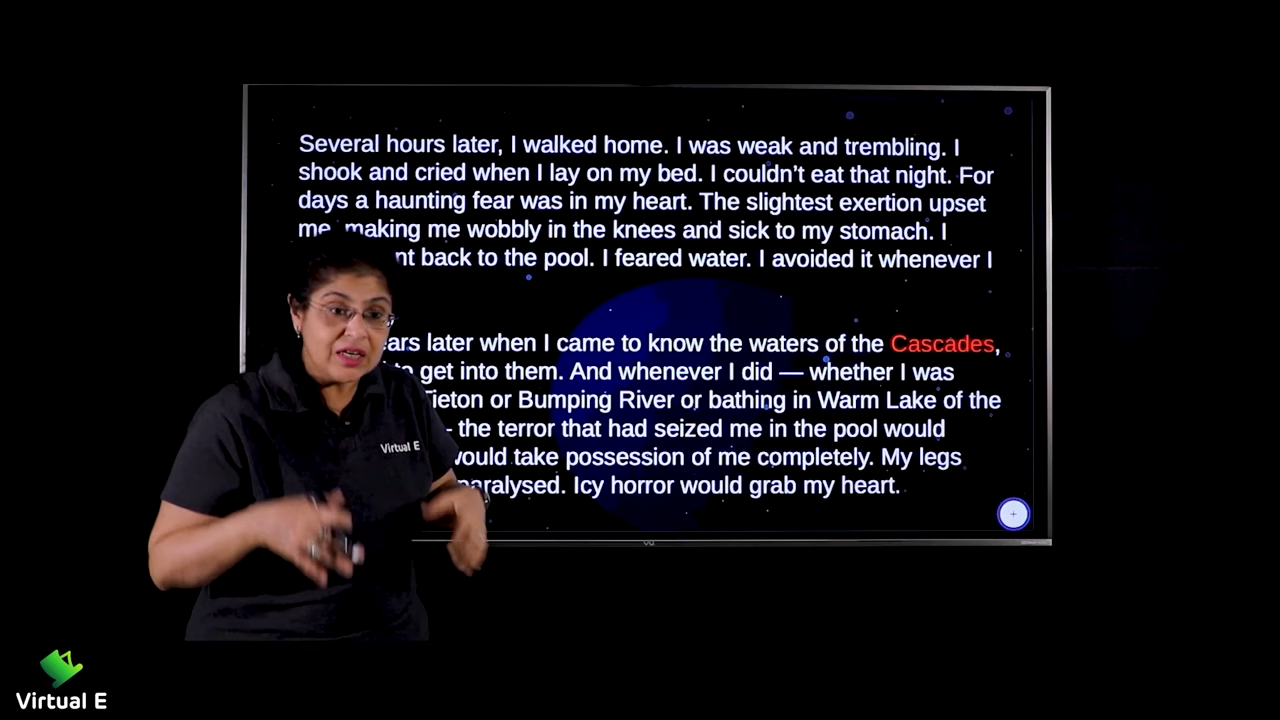 Several hours later, I walked home. I was weak and trembling. I
shook and cried when I lay on my bed. I couldn't eat that night. For
days a haunting fear was in my heart. The slightest exertion upset
me, making me wobbly in the knees and sick to my stomach. I
back to the pool. I feared water. I avoided it whenever I
later when I came to know the waters of the Cascades,
to get into them. And whenever I did — whether I was
Tieton or Bumping River or bathing in Warm Lake of the
the terror that had seized me in the pool would
would take possession of me completely. My legs
paralysed. Icy horror would grab my heart.
Virtual E
Virtual E